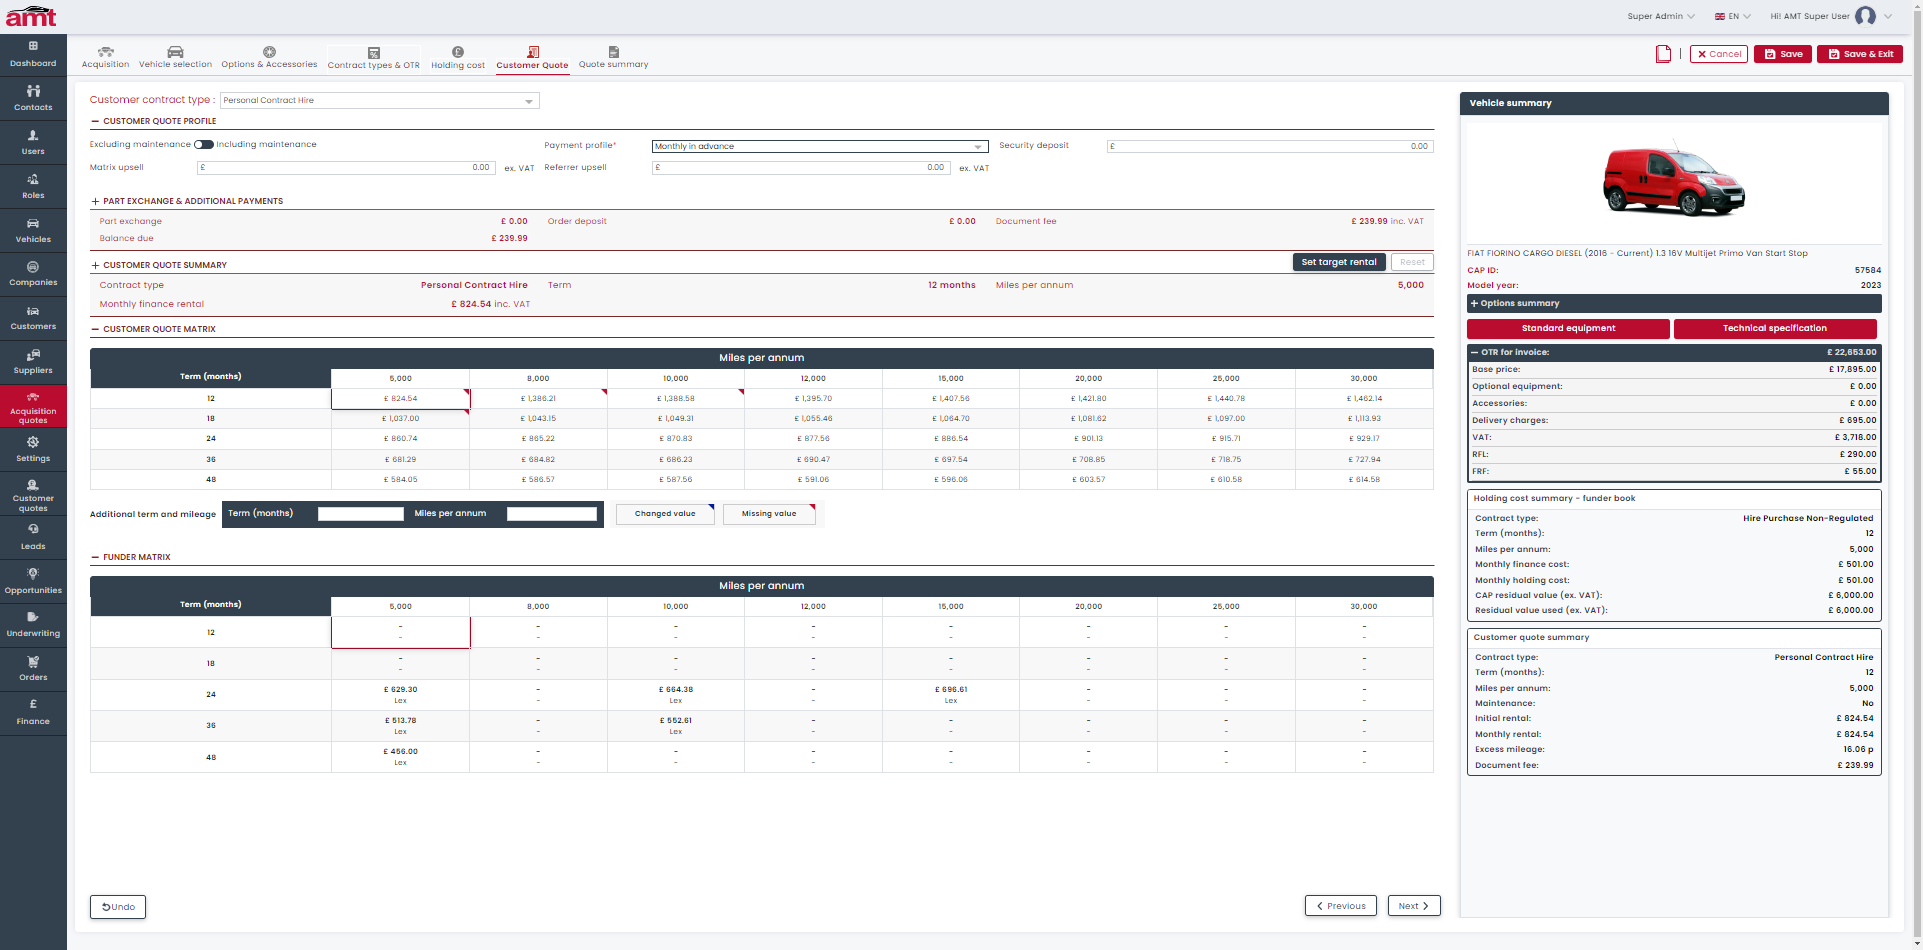 amt
Super Admin EN Hi! AMT Super User
Dashboard
Contacts
Users
Roles
Vehicles
Companies
Customers
Suppliers
Acquisition quotes
Settings
Customer quotes
Leads
Opportunities
Underwriting
Orders
Finance
Acquisition Vehicle selection Options & Accessories Contract types & OTR Holding cost Customer Quote Quote summary
Cancel Save Save & Exit
Customer contract type : Personal Contract Hire
CUSTOMER QUOTE PROFILE
Excluding maintenance Including maintenance Payment profile* Monthly in advance Security deposit £ 0.00
Matrix upsell £ 0.00 ex. VAT Referrer upsell £ 0.00 ex. VAT
PART EXCHANGE & ADDITIONAL PAYMENTS
Part exchange £ 0.00 Order deposit £ 0.00 Document fee £ 239.99 inc. VAT
Balance due £ 239.99
CUSTOMER QUOTE SUMMARY Set target rental Reset
Contract type Personal Contract Hire Term 12 months Miles per annum 5,000
Monthly finance rental £ 824.54 inc. VAT
CUSTOMER QUOTE MATRIX
Miles per annum
Term (months) 5,000 8,000 10,000 12,000 15,000 20,000 25,000 30,000
12 £ 824.54 £ 1,386.21 £ 1,388.58 £ 1,395.70 £ 1,407.56 £ 1,421.80 £ 1,440.78 £ 1,462.14
18 £ 1,037.00 £ 1,043.15 £ 1,049.31 £ 1,055.46 £ 1,064.70 £ 1,081.62 £ 1,097.00 £ 1,113.93
24 £ 860.74 £ 865.22 £ 870.83 £ 877.56 £ 886.54 £ 901.13 £ 915.71 £ 929.17
36 £ 681.29 £ 684.82 £ 686.23 £ 690.47 £ 697.54 £ 708.85 £ 718.75 £ 727.94
48 £ 584.05 £ 586.57 £ 587.56 £ 591.06 £ 596.06 £ 603.57 £ 610.58 £ 614.58
Additional term and mileage Term (months) Miles per annum Changed value Missing value
FUNDER MATRIX
Miles per annum
Term (months) 5,000 8,000 10,000 12,000 15,000 20,000 25,000 30,000
12 - - - - - - - -
- - - - - - - -
18 - - - - - - - -
- - - - - - - -
24 £ 629.30 - £ 664.38 - £ 696.61 - - -
Lex - Lex - Lex - - -
36 £ 513.78 - £ 552.61 - - - - -
Lex - Lex - - - - -
48 £ 456.00 - - - - - - -
Lex - - - - - - -
Undo Previous Next
Vehicle summary
FIAT FIORINO CARGO DIESEL (2016 - Current) 1.3 16V Multijet Primo Van Start Stop
CAP ID: 57584
Model year: 2023
Options summary
Standard equipment Technical specification
OTR for invoice: £ 22,653.00
Base price: £ 17,895.00
Optional equipment: £ 0.00
Accessories: £ 0.00
Delivery charges: £ 695.00
VAT: £ 3,718.00
RFL: £ 290.00
FRF: £ 55.00
Holding cost summary - funder book
Contract type: Hire Purchase Non-Regulated
Term (months): 12
Miles per annum: 5,000
Monthly finance cost: £ 501.00
Monthly holding cost: £ 501.00
CAP residual value (ex. VAT): £ 6,000.00
Residual value used (ex. VAT): £ 6,000.00
Customer quote summary
Contract type: Personal Contract Hire
Term (months): 12
Miles per annum: 5,000
Maintenance: No
Initial rental: £ 824.54
Monthly rental: £ 824.54
Excess mileage: 16.06 p
Document fee: £ 239.99